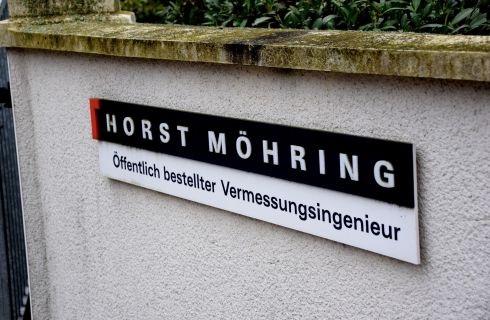 HORST MÖHRING
Öffentlich bestellter Vermessungsingenieur